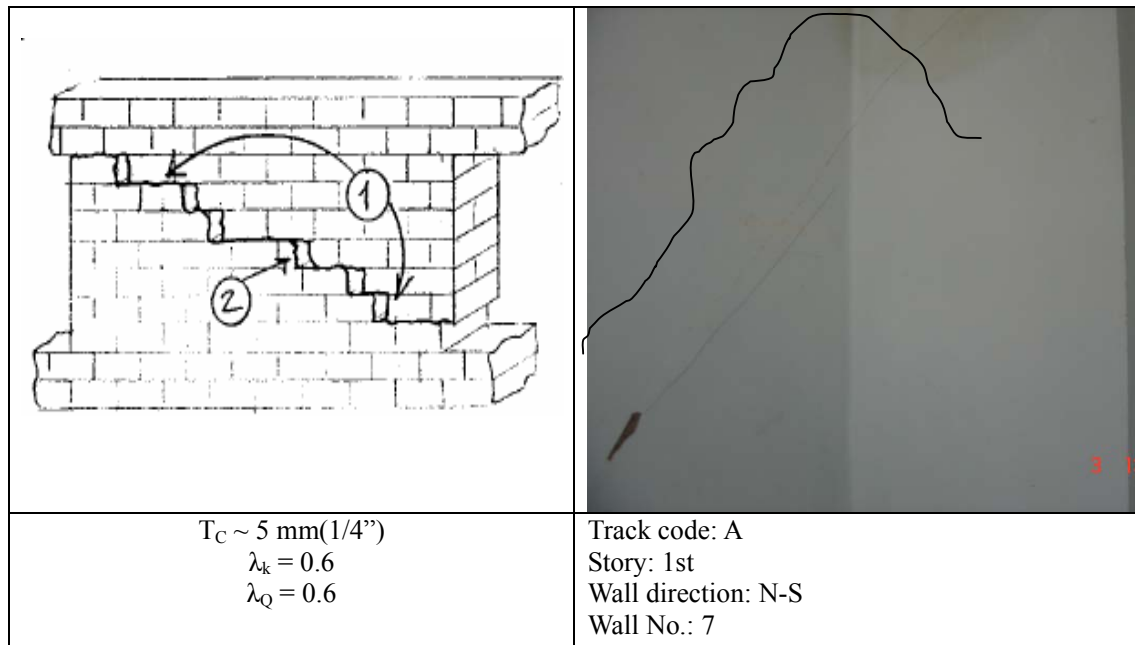 1
2
3
T_C ~ 5 mm(1/4”)
λ_k = 0.6
λ_Q = 0.6
Track code: A
Story: 1st
Wall direction: N-S
Wall No.: 7